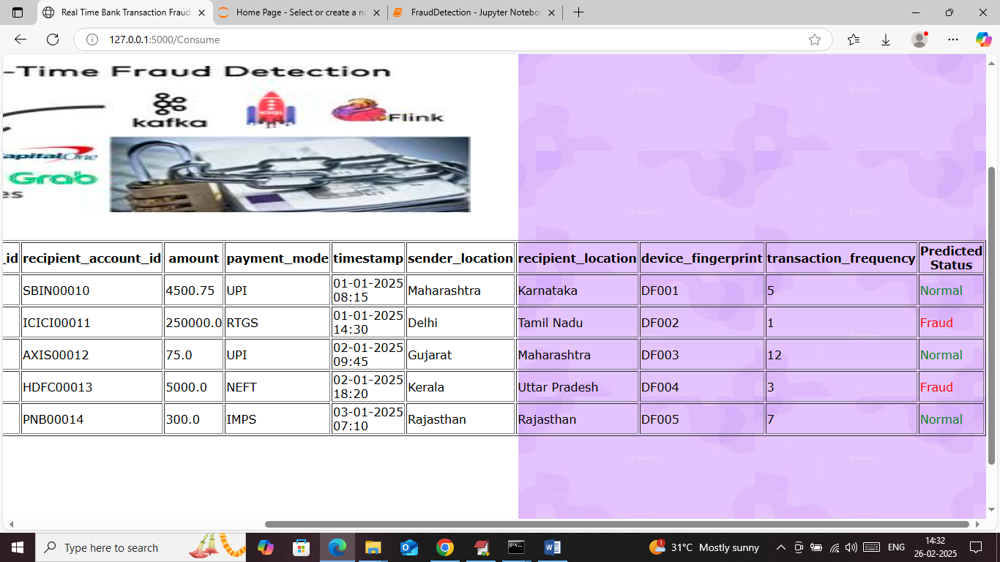 Real Time Bank Transaction Fraud
Home Page - Select or create a no
FraudDetection - Jupyter Noteboo
127.0.0.1:5000/Consume
-Time Fraud Detection
kafka
Flink
CapitalOne
Grab
es
_id recipient_account_id amount payment_mode timestamp sender_location recipient_location device_fingerprint transaction_frequency Predicted
Status
SBIN00010 4500.75 UPI 01-01-2025 Maharashtra Karnataka DF001 5 Normal
08:15
ICICI00011 250000.0 RTGS 01-01-2025 Delhi Tamil Nadu DF002 1 Fraud
14:30
AXIS00012 75.0 UPI 02-01-2025 Gujarat Maharashtra DF003 12 Normal
09:45
HDFC00013 5000.0 NEFT 02-01-2025 Kerala Uttar Pradesh DF004 3 Fraud
18:20
PNB00014 300.0 IMPS 03-01-2025 Rajasthan Rajasthan DF005 7 Normal
07:10
Type here to search
1
31°C Mostly sunny
ENG
14:32
26-02-2025